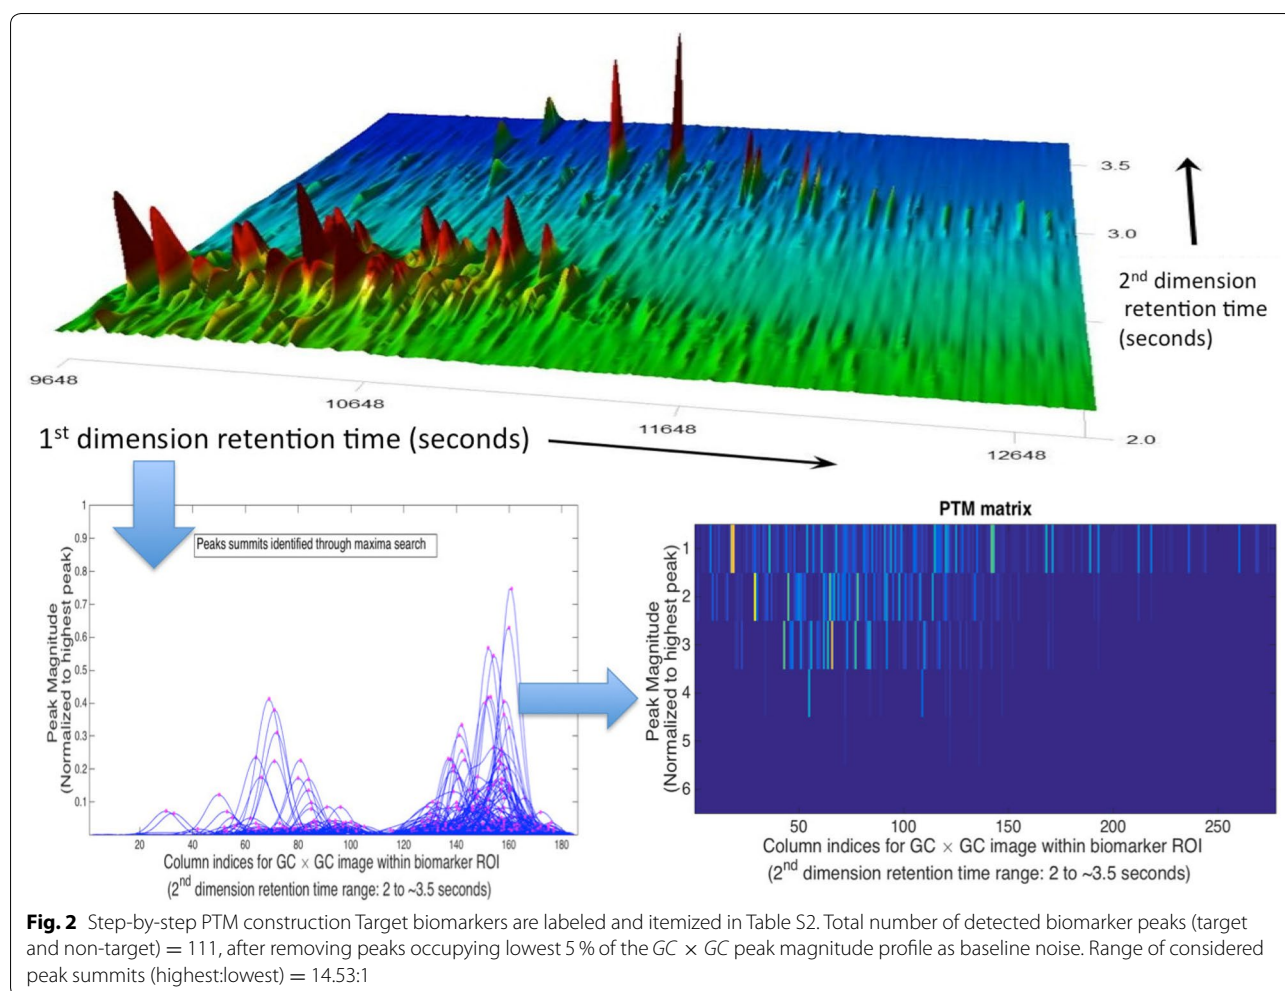 3.5
3.0
2nd dimension
retention time
(seconds)
2.0
9648
10648
11648
12648
1st dimension retention time (seconds)
Peaks summits identified through maxima search
Peak Magnitude
(Normalized to highest peak)
1
0.9
0.8
0.7
0.6
0.5
0.4
0.3
0.2
0.1
20 40 60 80 100 120 140 160 180
Column indices for GC × GC image within biomarker ROI
(2nd dimension retention time range: 2 to ~3.5 seconds)
PTM matrix
Peak Magnitude
(Normalized to highest peak)
1
2
3
4
5
6
50 100 150 200 250
Column indices for GC × GC image within biomarker ROI
(2nd dimension retention time range: 2 to ~3.5 seconds)
Fig. 2 Step-by-step PTM construction Target biomarkers are labeled and itemized in Table S2. Total number of detected biomarker peaks (target
and non-target) = 111, after removing peaks occupying lowest 5 % of the GC × GC peak magnitude profile as baseline noise. Range of considered
peak summits (highest:lowest) = 14.53:1